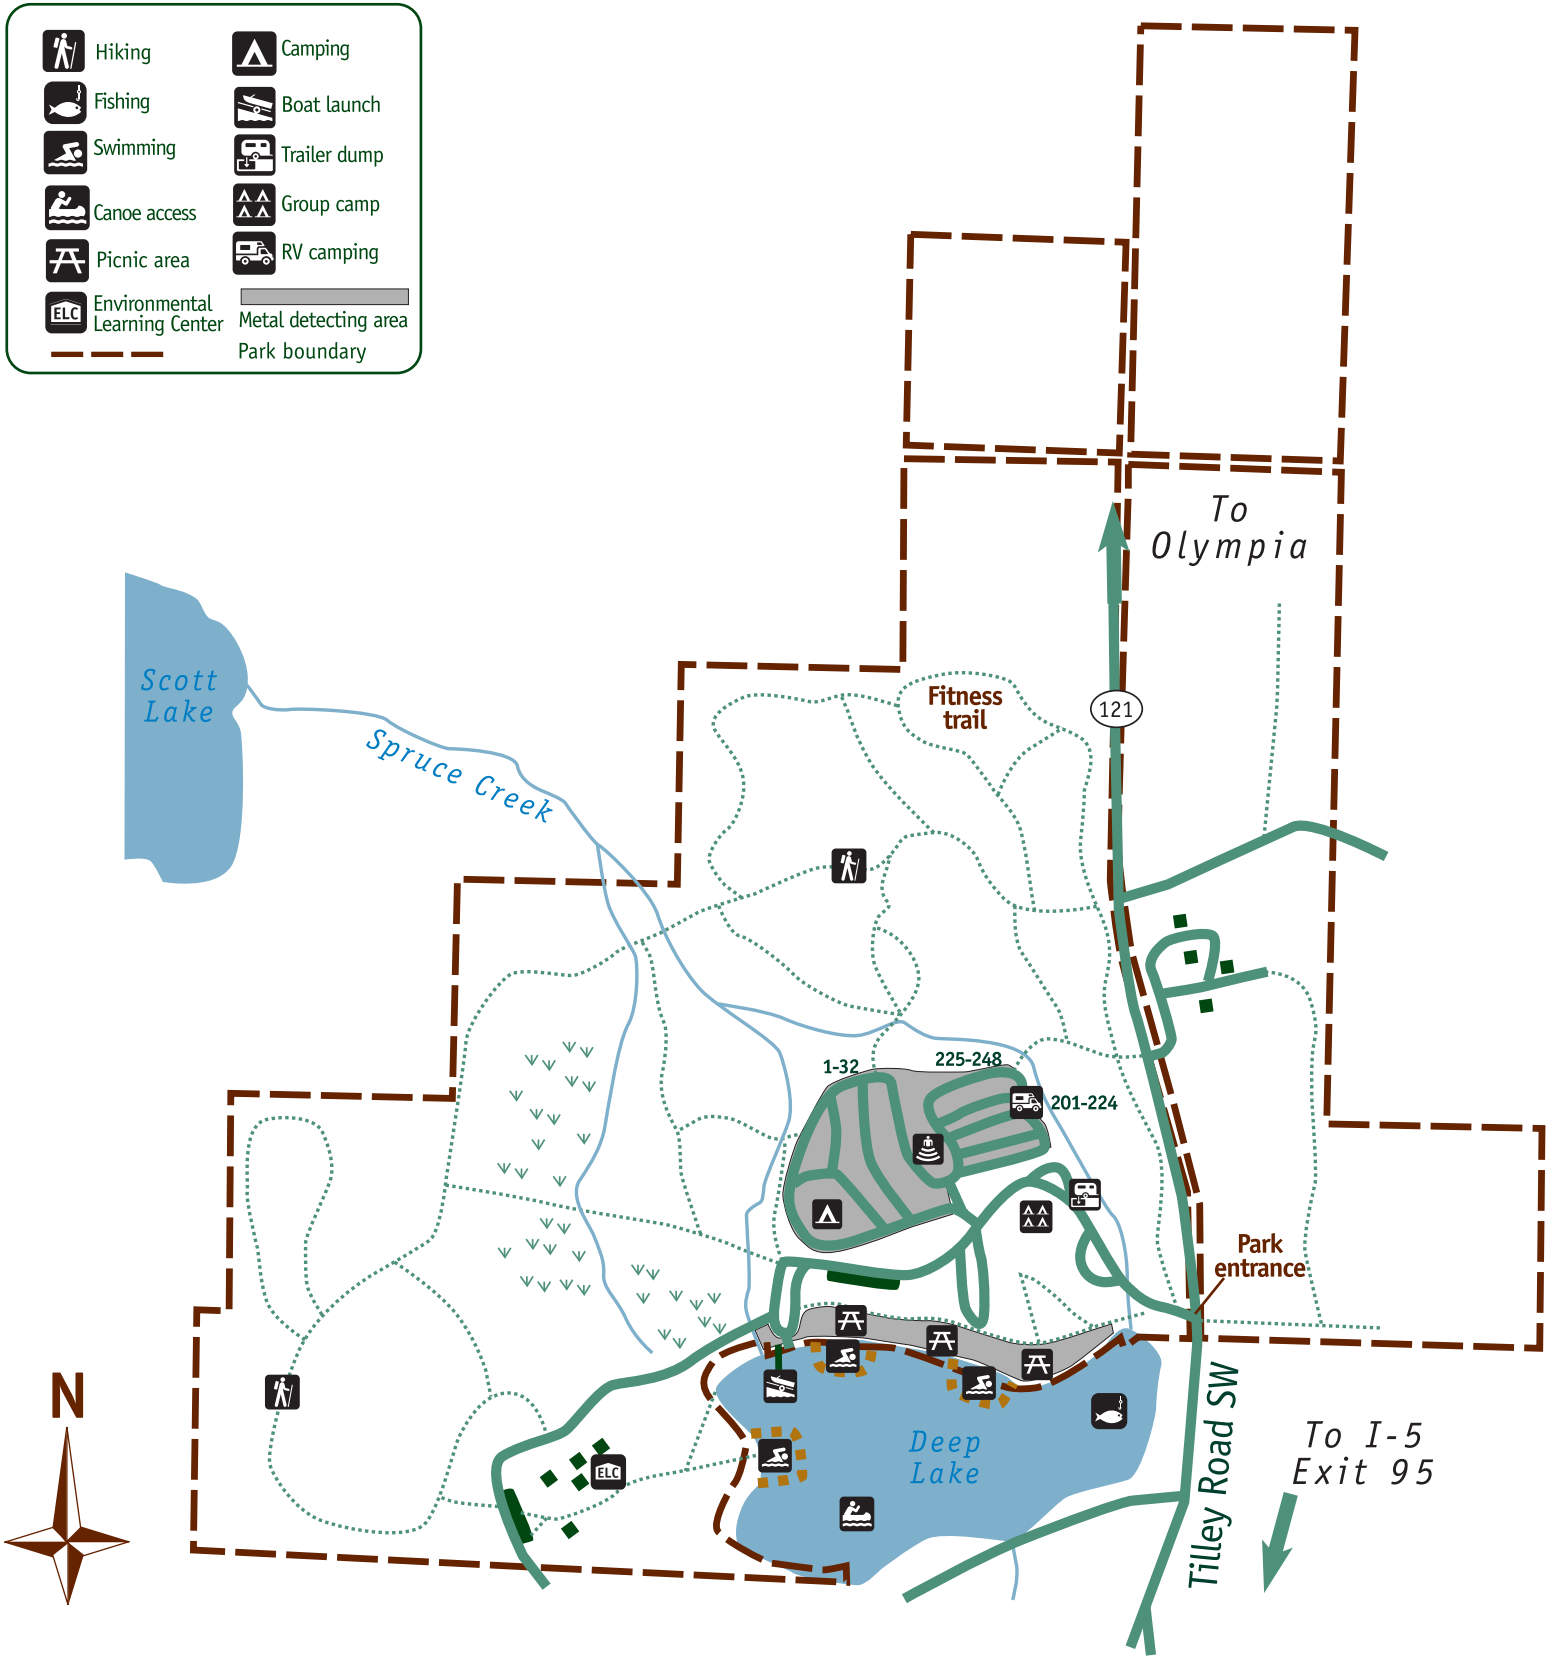 Hiking
Fishing
Swimming
Canoe access
Picnic area
ELC
Environmental
Learning Center
Camping
Boat launch
Trailer dump
Group camp
RV camping
Metal detecting area
Park boundary
To
Olympia
Scott
Lake
Spruce Creek
Fitness
trail
121
1-32
225-248
201-224
Park
entrance
N
ELC
Deep
Lake
Tilley Road SW
To I-5
Exit 95